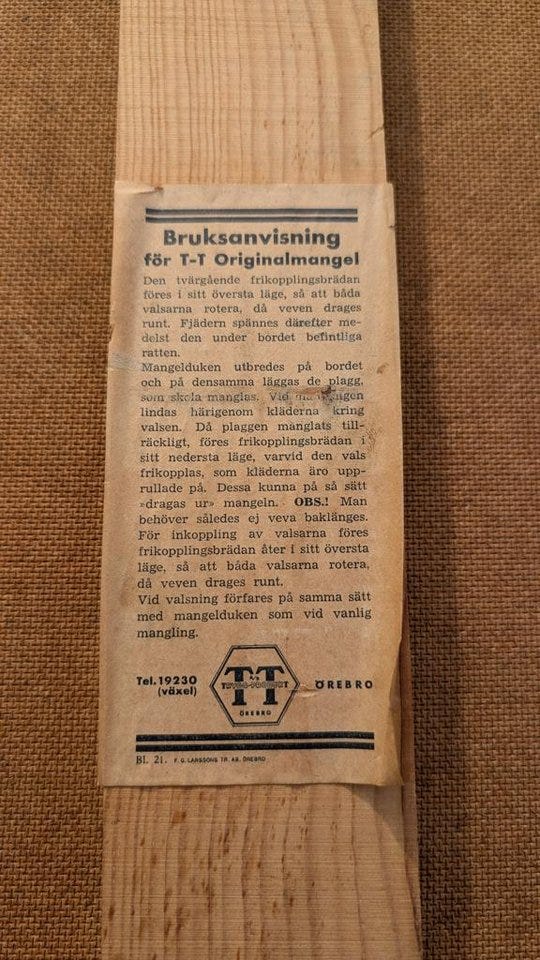 Bruksanvisning
för T-T Originalmangel
Den tvärgående frikopplingsbrädan
föres i sitt översta läge, så att båda
valsarna rotera, då veven drages
runt. Fjädern spännes därefter me-
delst den under bordet befintliga
ratten.
Mangelduken utbredes på bordet
och på densamma läggas de plagg,
som skola manglas. Vid
lindas härigenom kläderna kring
valsen. Då plaggen manglats till-
räckligt, föres frikopplingsbrädan i
sitt nedersta läge, varvid den vals
frikopplas, som kläderna äro upp-
rullade på. Dessa kunna på så sätt
»dragas ur» mangeln. OBS.! Man
behöver således ej veva baklänges.
För inkoppling av valsarna föres
frikopplingsbrädan åter i sitt översta
läge, så att båda valsarna rotera,
då veven drages runt.
Vid valsning förfares på samma sätt
med mangelduken som vid vanlig
mangling.
Tel. 19230
(växel)
TT
ÖREBRO
ÖREBRO
Bl. 21. F. G. LARSSONS TR. AB. ÖREBRO